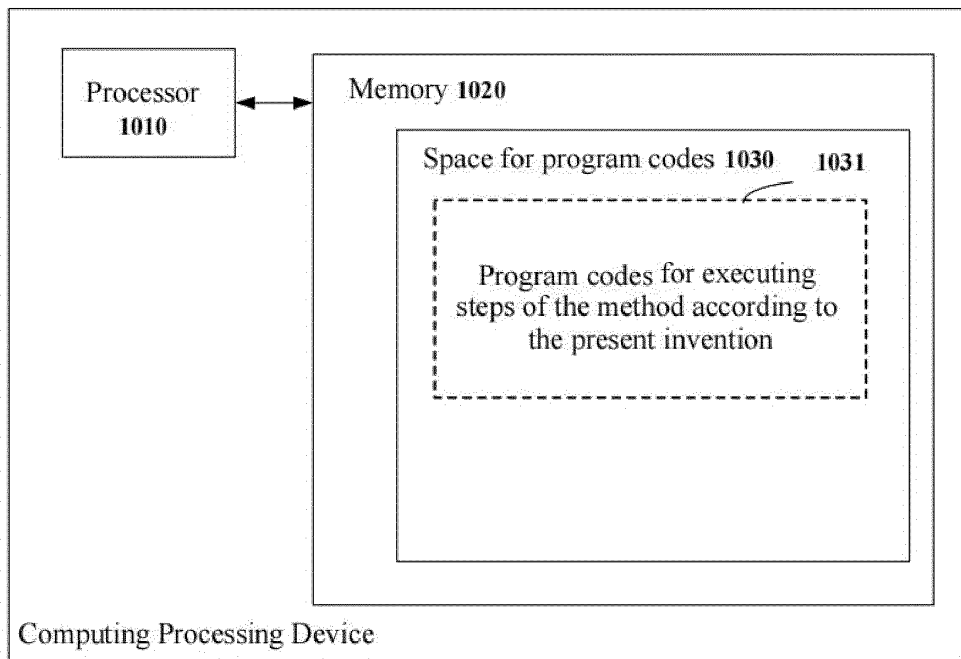 Processor
1010
Memory 1020
Space for program codes 1030 1031
Program codes for executing
steps of the method according to
the present invention
Computing Processing Device